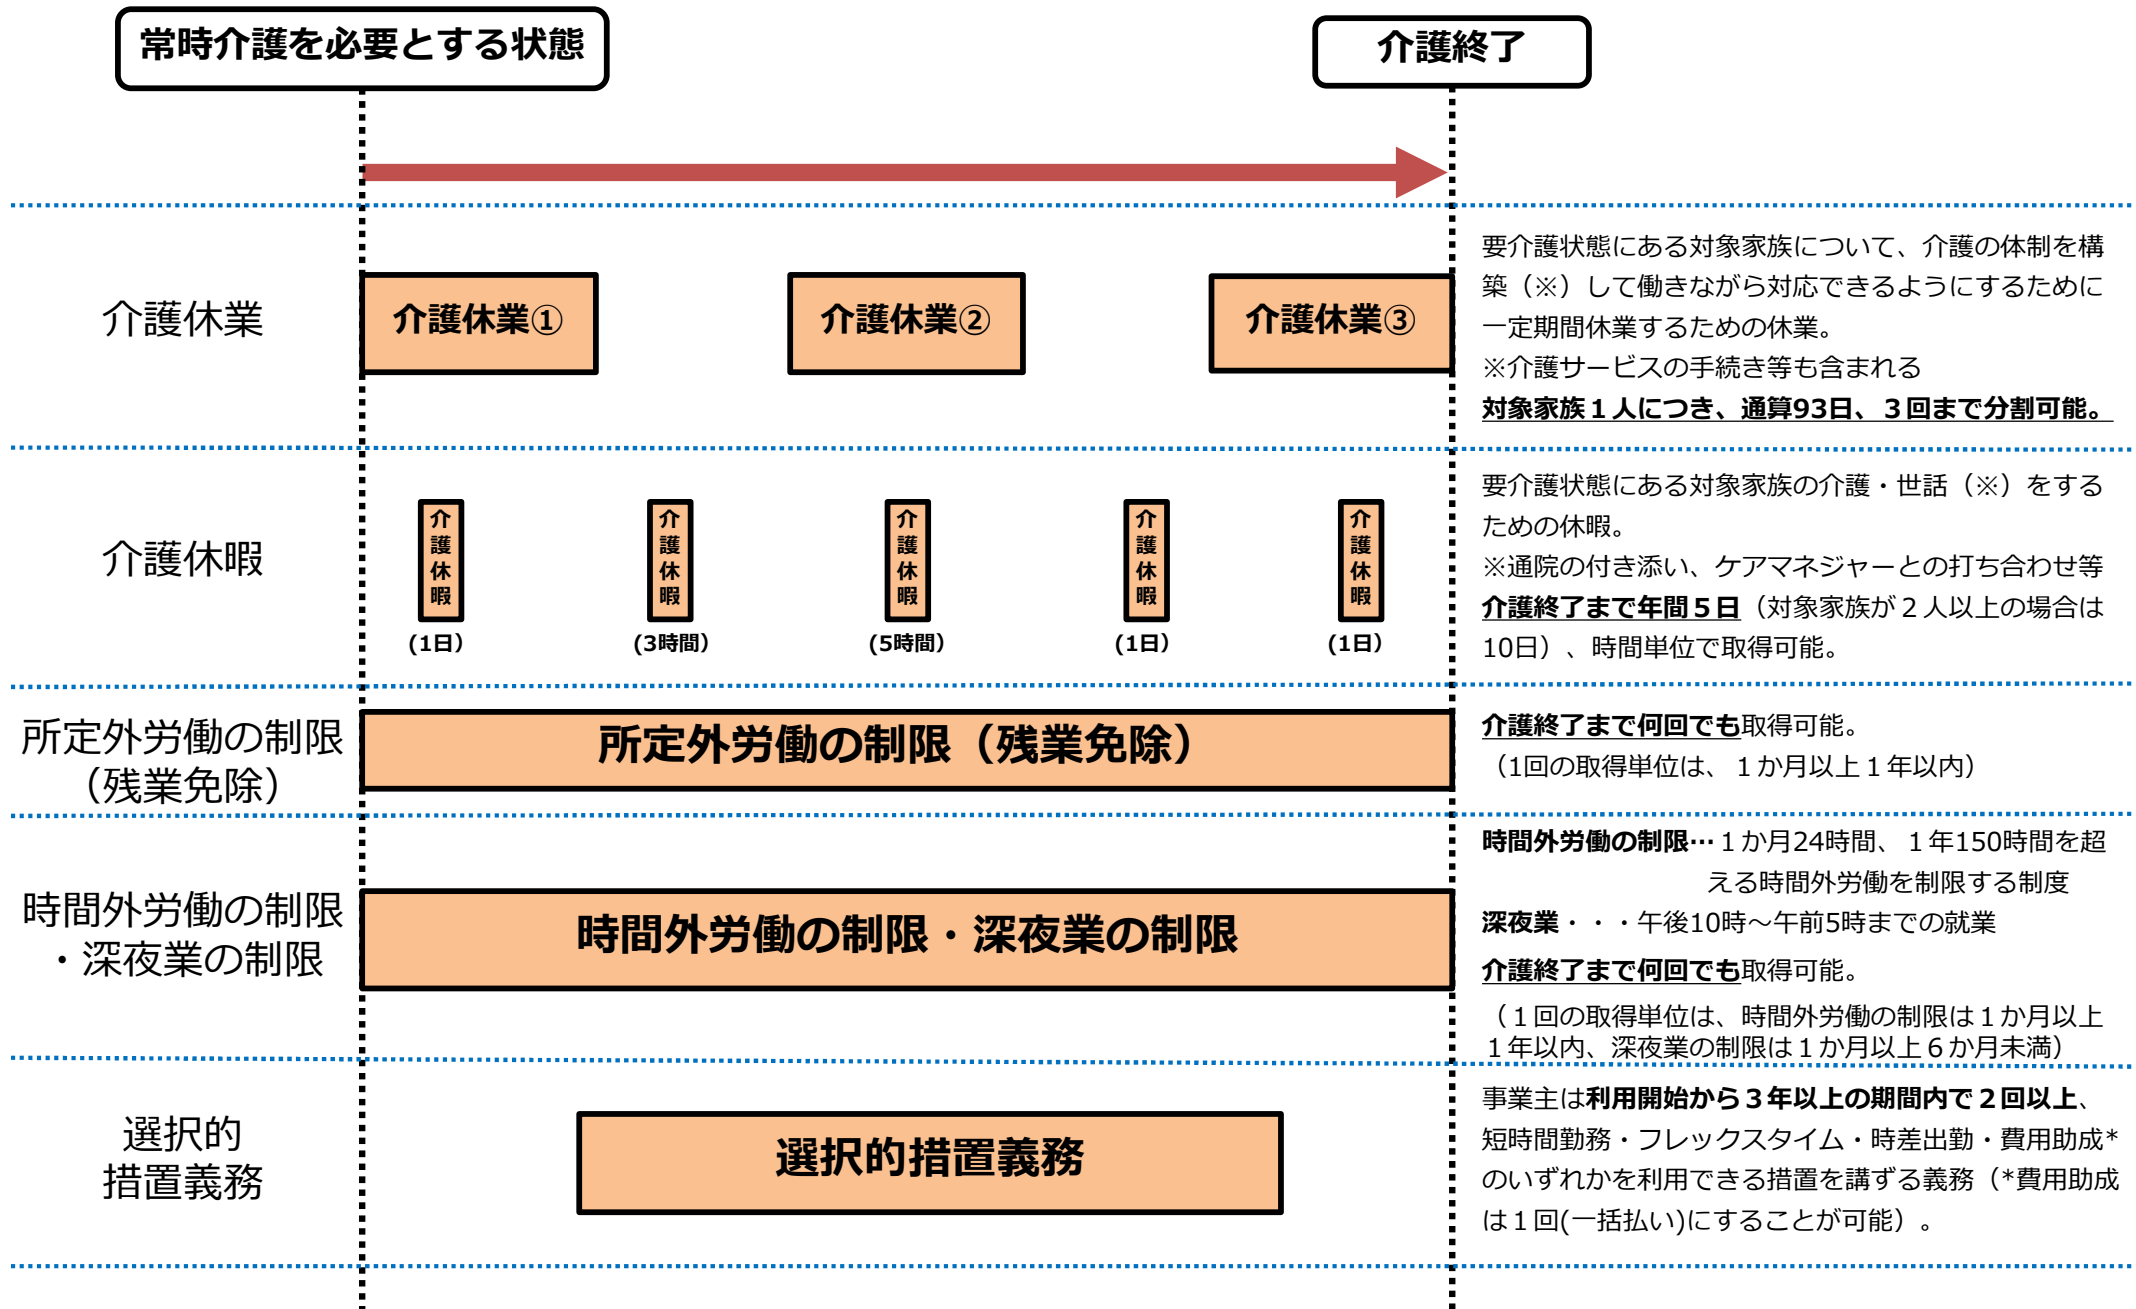 常時介護を必要とする状態
介護終了
介護休業
介護休業①
介護休業②
介護休業③
要介護状態にある対象家族について、介護の体制を構
築（※）して働きながら対応できるようにするために
一定期間休業するための休業。
※介護サービスの手続き等も含まれる
対象家族１人につき、通算93日、３回まで分割可能。
介護休暇
介護休暇
(1日）
介護休暇
(3時間）
介護休暇
(5時間）
介護休暇
(1日）
介護休暇
(1日）
要介護状態にある対象家族の介護・世話（※）をする
ための休暇。
※通院の付き添い、ケアマネジャーとの打ち合わせ等
介護終了まで年間５日（対象家族が２人以上の場合は
10日）、時間単位で取得可能。
所定外労働の制限
（残業免除）
所定外労働の制限（残業免除）
介護終了まで何回でも取得可能。
（1回の取得単位は、１か月以上１年以内）
時間外労働の制限
・深夜業の制限
時間外労働の制限・深夜業の制限
時間外労働の制限…１か月24時間、１年150時間を超
える時間外労働を制限する制度
深夜業・・・午後10時～午前5時までの就業
介護終了まで何回でも取得可能。
（１回の取得単位は、時間外労働の制限は１か月以上
１年以内、深夜業の制限は１か月以上６か月未満）
選択的
措置義務
選択的措置義務
事業主は利用開始から３年以上の期間内で２回以上、
短時間勤務・フレックスタイム・時差出勤・費用助成*
のいずれかを利用できる措置を講ずる義務（*費用助成
は１回(一括払い)にすることが可能）。